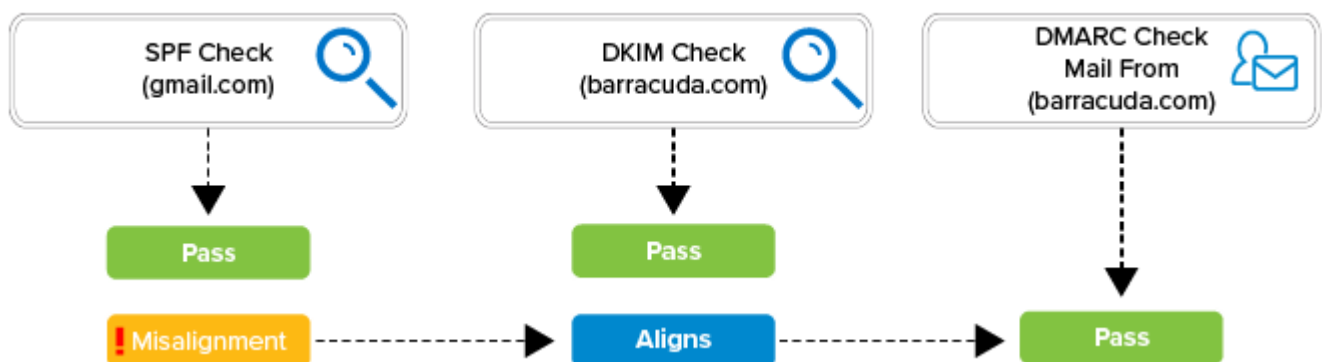 SPF Check
(gmail.com)
DKIM Check
(barracuda.com)
DMARC Check
Mail From
(barracuda.com)
Pass
Pass
! Misalignment
Aligns
Pass